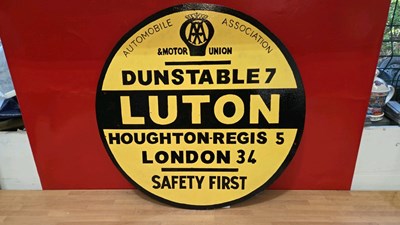 AUTOMOBILE ASSOCIATION
AA
& MOTOR UNION
DUNSTABLE 7
LUTON
HOUGHTON-REGIS 5
LONDON 34
SAFETY FIRST